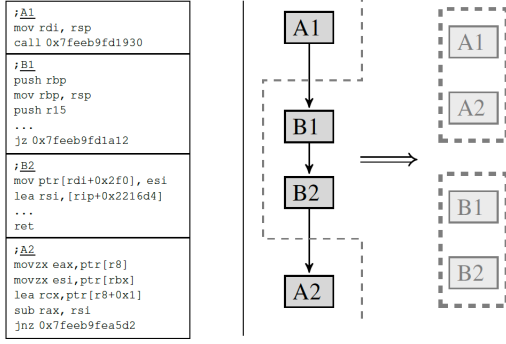 ;A1
mov rdi, rsp
call 0x7feeb9fd1930
;B1
push rbp
mov rbp, rsp
push r15
...
jz 0x7feeb9fd1a12
;B2
mov ptr[rdi+0x2f0], esi
lea rsi,[rip+0x2216d4]
...
ret
;A2
movzx eax,ptr[r8]
movzx esi,ptr[rbx]
lea rcx,ptr[r8+0x1]
sub rax, rsi
jnz 0x7feeb9fea5d2
A1
B1
B2
A2
A1
A2
B1
B2